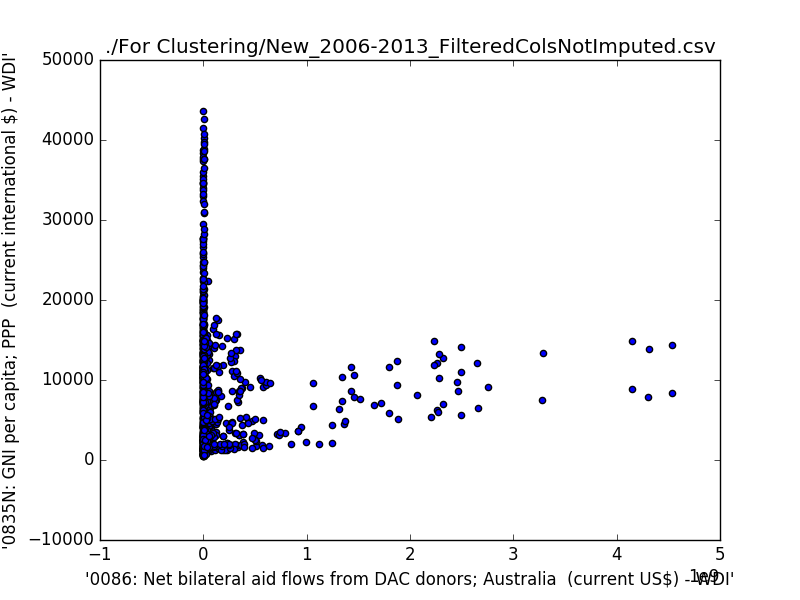 ./For Clustering/New_2006-2013_FilteredColsNotImputed.csv
'0835N: GNI per capita; PPP (current international $) - WDI'
50000
40000
30000
20000
10000
0
−10000
−1 0 1 2 3 4 5
1e9
'0086: Net bilateral aid flows from DAC donors; Australia (current US$) - WDI'